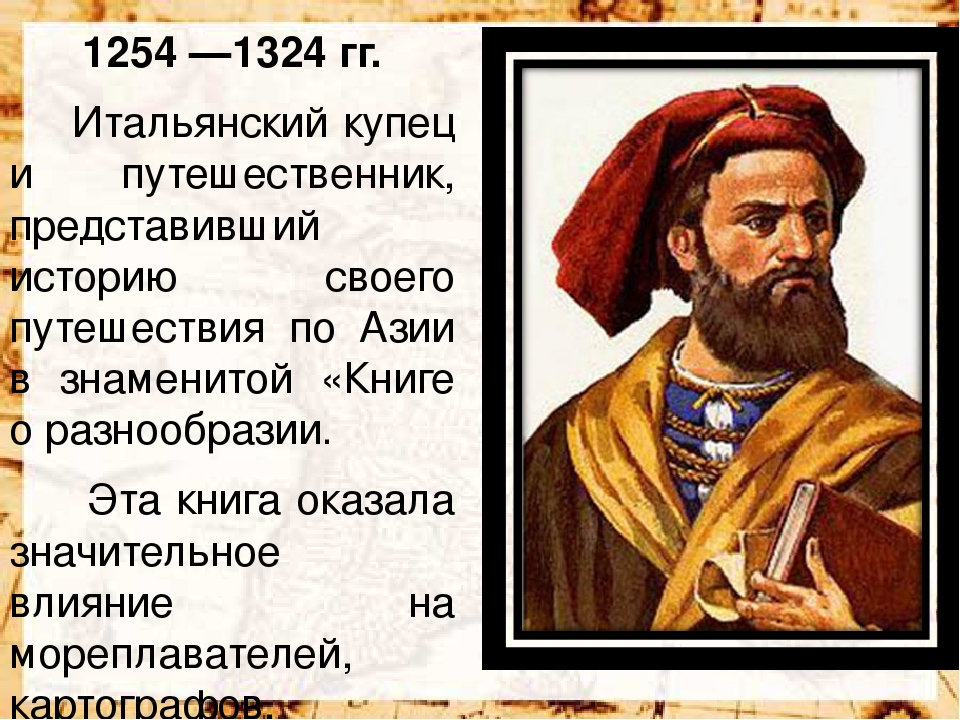 1254 —1324 гг.
Итальянский купец
и путешественник,
представивший
историю своего
путешествия по Азии
в знаменитой «Книге
о разнообразии.
Эта книга оказала
значительное
влияние на
мореплавателей,
картографов,